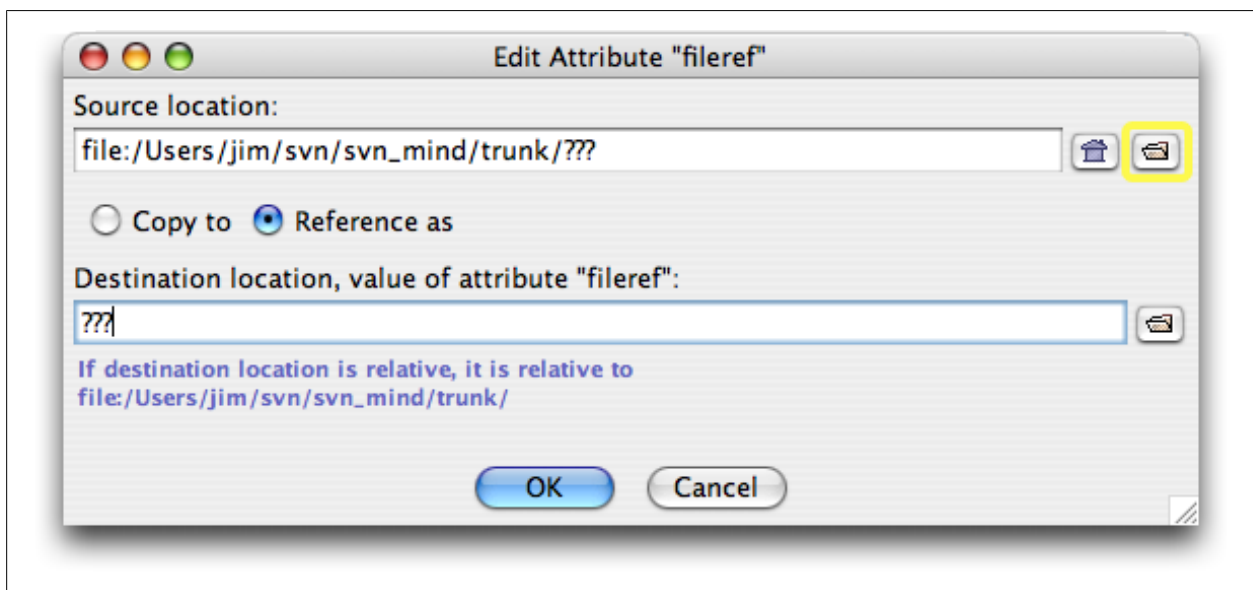 Edit Attribute "fileref"
Source location:
file:/Users/jim/svn/svn_mind/trunk/???
Copy to Reference as
Destination location, value of attribute "fileref":
???
If destination location is relative, it is relative to
file:/Users/jim/svn/svn_mind/trunk/
OK Cancel